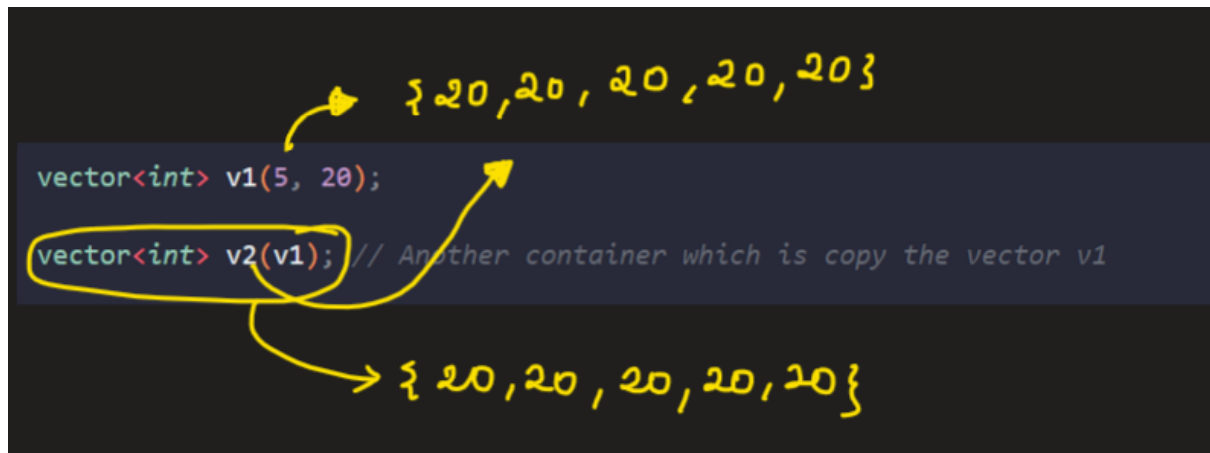 {20,20,20,20,20}
vector<int> v1(5, 20);
vector<int> v2(v1); // Another container which is copy the vector v1
{20,20,20,20,20}